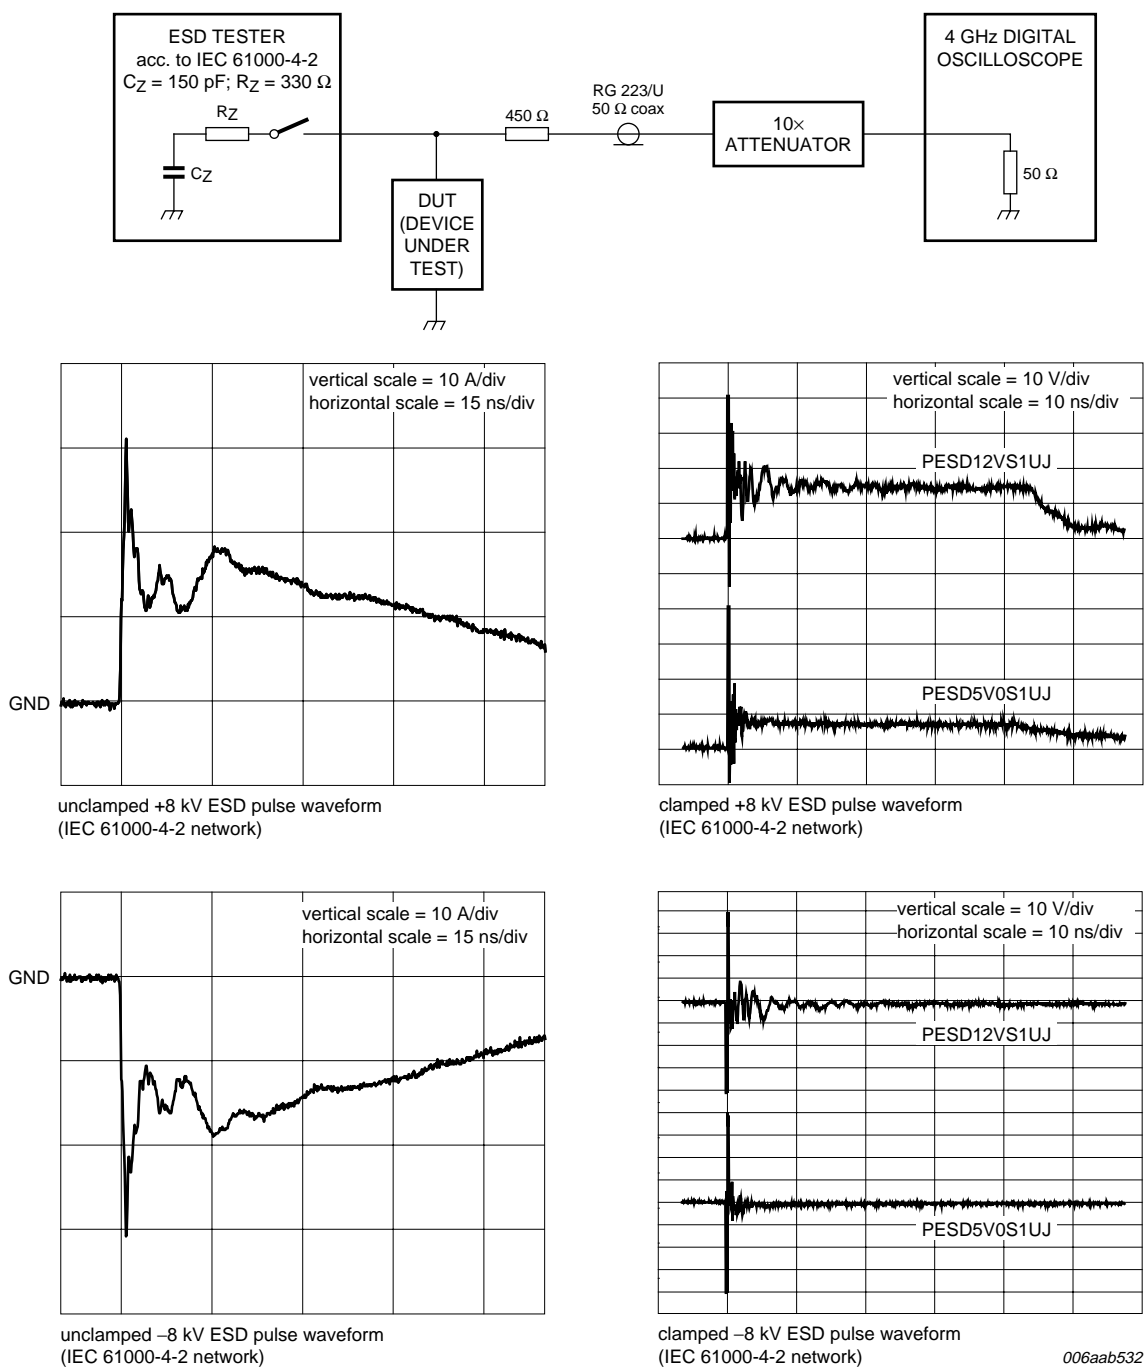 ESD TESTER
acc. to IEC 61000-4-2
CZ = 150 pF; RZ = 330 Ω
RZ
CZ
450 Ω
RG 223/U
50 Ω coax
10×
ATTENUATOR
4 GHz DIGITAL
OSCILLOSCOPE
50 Ω
DUT
(DEVICE
UNDER
TEST)
vertical scale = 10 A/div
horizontal scale = 15 ns/div
GND
unclamped +8 kV ESD pulse waveform
(IEC 61000-4-2 network)
vertical scale = 10 V/div
horizontal scale = 10 ns/div
PESD12VS1UJ
PESD5V0S1UJ
clamped +8 kV ESD pulse waveform
(IEC 61000-4-2 network)
vertical scale = 10 A/div
horizontal scale = 15 ns/div
GND
unclamped −8 kV ESD pulse waveform
(IEC 61000-4-2 network)
vertical scale = 10 V/div
horizontal scale = 10 ns/div
PESD12VS1UJ
PESD5V0S1UJ
clamped −8 kV ESD pulse waveform
(IEC 61000-4-2 network)
006aab532